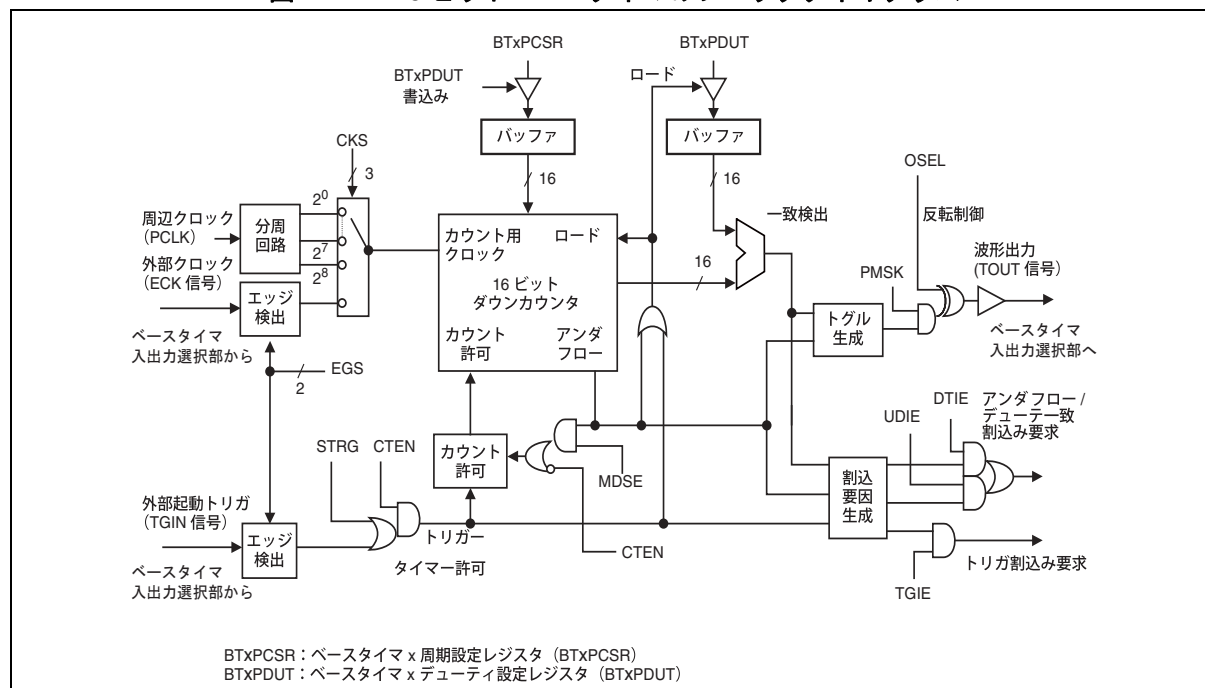 BTxPCSR
BTxPDUT
BTxPDUT
書込み
ロード
バッファ
バッファ
CKS
3
16
16
OSEL
周辺クロック
(PCLK)
分周
回路
2⁰
2⁷
2⁸
外部クロック
(ECK 信号)
エッジ
検出
ベースタイマ
入出力選択部から
カウント用
クロック
ロード
16 ビット
ダウンカウンタ
カウント
許可
アンダ
フロー
16
一致検出
反転制御
波形出力
(TOUT 信号)
PMSK
トグル
生成
ベースタイマ
入出力選択部へ
EGS
2
STRG
CTEN
カウント
許可
MDSE
CTEN
DTIE
UDIE
アンダフロー /
デューテ一致
割込み要求
割込
要因
生成
外部起動トリガ
(TGIN 信号)
エッジ
検出
トリガー
タイマー許可
ベースタイマ
入出力選択部から
トリガ割込み要求
TGIE
BTxPCSR：ベースタイマ x 周期設定レジスタ（BTxPCSR）
BTxPDUT：ベースタイマ x デューティ設定レジスタ（BTxPDUT）